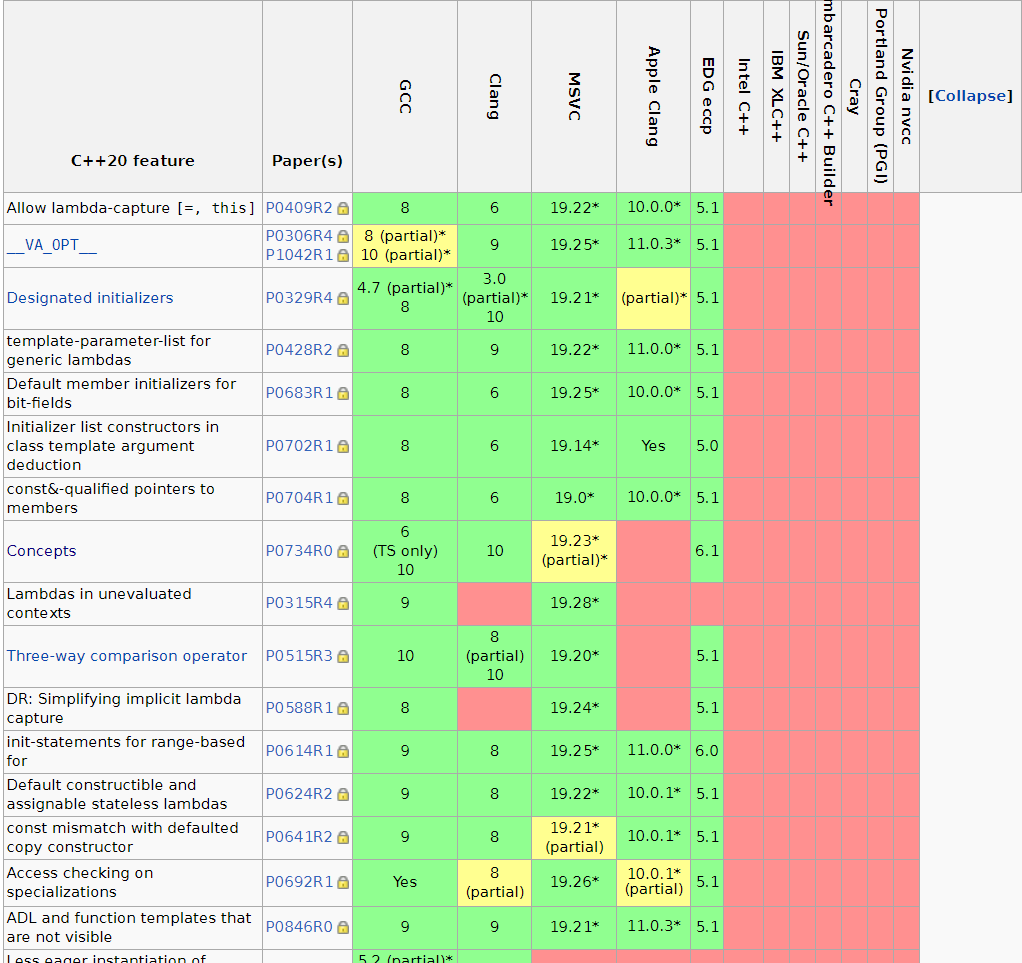 C++20 feature
Paper(s)
GCC
Clang
MSVC
Apple Clang
EDG eccp
Intel C++
IBM XLC++
Sun/Oracle C++
mbarcadero C++ Builder
Cray
Portland Group (PGI)
Nvidia nvcc
[Collapse]
Allow lambda-capture [=, this] P0409R2 8 6 19.22* 10.0.0* 5.1
__VA_OPT__
P0306R4
P1042R1
8 (partial)*
10 (partial)*
9 19.25* 11.0.3* 5.1
Designated initializers P0329R4
4.7 (partial)*
8
3.0
(partial)*
10
19.21* (partial)* 5.1
template-parameter-list for
generic lambdas
P0428R2 8 9 19.22* 11.0.0* 5.1
Default member initializers for
bit-fields
P0683R1 8 6 19.25* 10.0.0* 5.1
Initializer list constructors in
class template argument
deduction
P0702R1 8 6 19.14* Yes 5.0
const&-qualified pointers to
members
P0704R1 8 6 19.0* 10.0.0* 5.1
Concepts P0734R0
6
(TS only)
10
10
19.23*
(partial)*
6.1
Lambdas in unevaluated
contexts
P0315R4 9 19.28*
Three-way comparison operator P0515R3 10
8
(partial)
10
19.20* 5.1
DR: Simplifying implicit lambda
capture
P0588R1 8 19.24* 5.1
init-statements for range-based
for
P0614R1 9 8 19.25* 11.0.0* 6.0
Default constructible and
assignable stateless lambdas
P0624R2 9 8 19.22* 10.0.1* 5.1
const mismatch with defaulted
copy constructor
P0641R2 9 8
19.21*
(partial)
10.0.1* 5.1
Access checking on
specializations
P0692R1 Yes
8
(partial)
19.26*
10.0.1*
(partial)
5.1
ADL and function templates that
are not visible
P0846R0 9 9 19.21* 11.0.3* 5.1
Less eager instantiation of
5.2 (partial)*